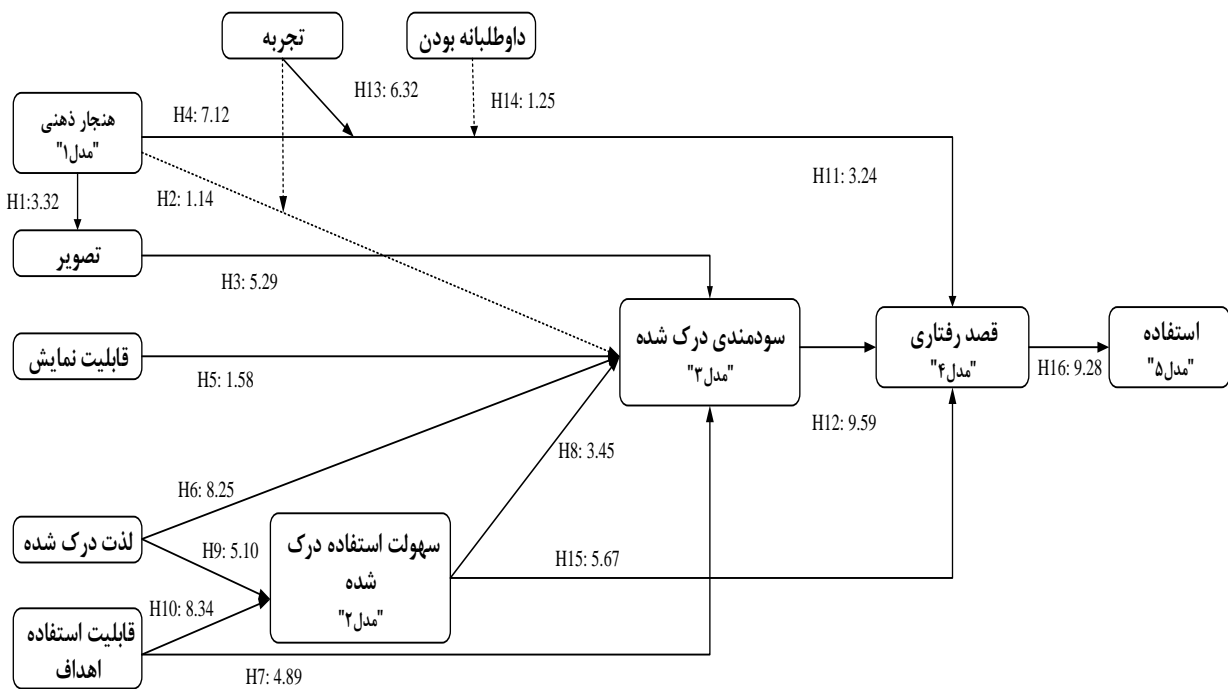 تجربه
داوطلبانه بودن
H13: 6.32
H14: 1.25
H4: 7.12
هنجار ذهنی
"مدل۱"
H11: 3.24
H2: 1.14
H1:3.32
تصویر
H3: 5.29
سودمندی درک شده
"مدل۳"
قصد رفتاری
"مدل۴"
استفاده
"مدل۵"
قابلیت نمایش
H5: 1.58
H16: 9.28
H12: 9.59
H8: 3.45
H6: 8.25
لذت درک شده
H9: 5.10
سهولت استفاده درک
شده
"مدل۲"
H15: 5.67
H10: 8.34
قابلیت استفاده
اهداف
H7: 4.89